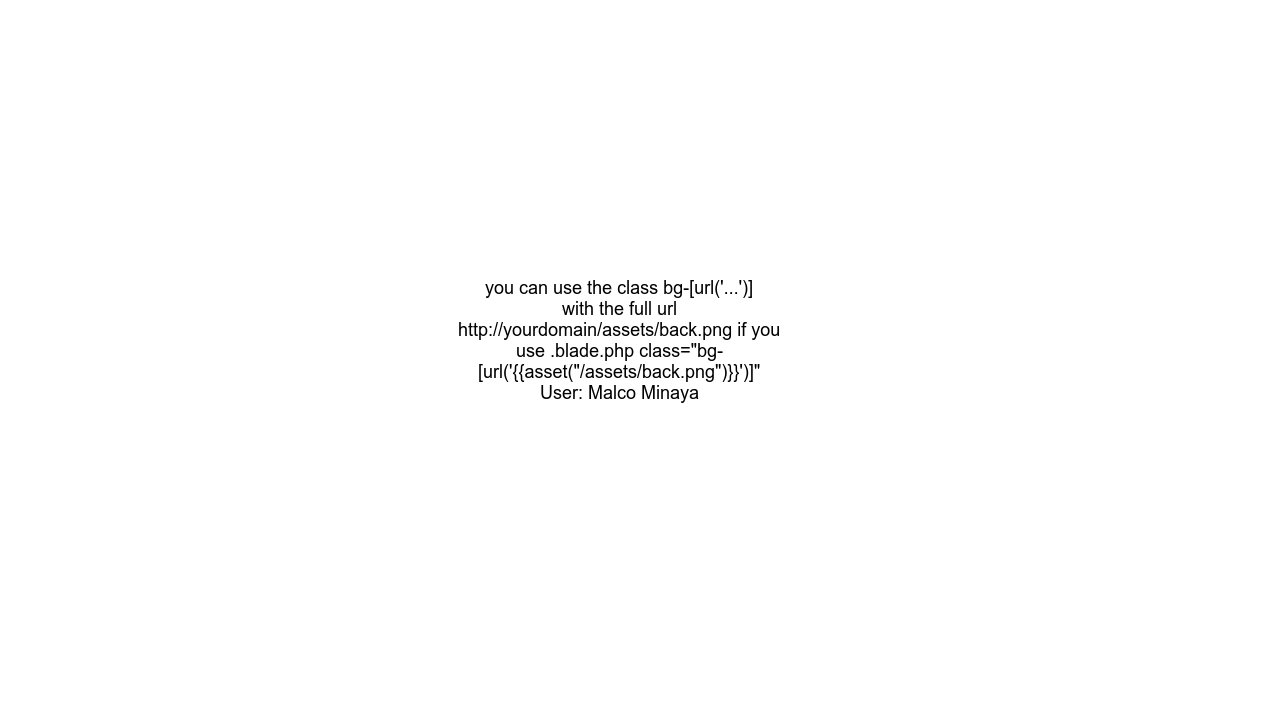 you can use the class bg-[url('...')]
with the full url
http://yourdomain/assets/back.png if you
use .blade.php class="bg-
[url('{{asset("/assets/back.png")}}')]"
User: Malco Minaya